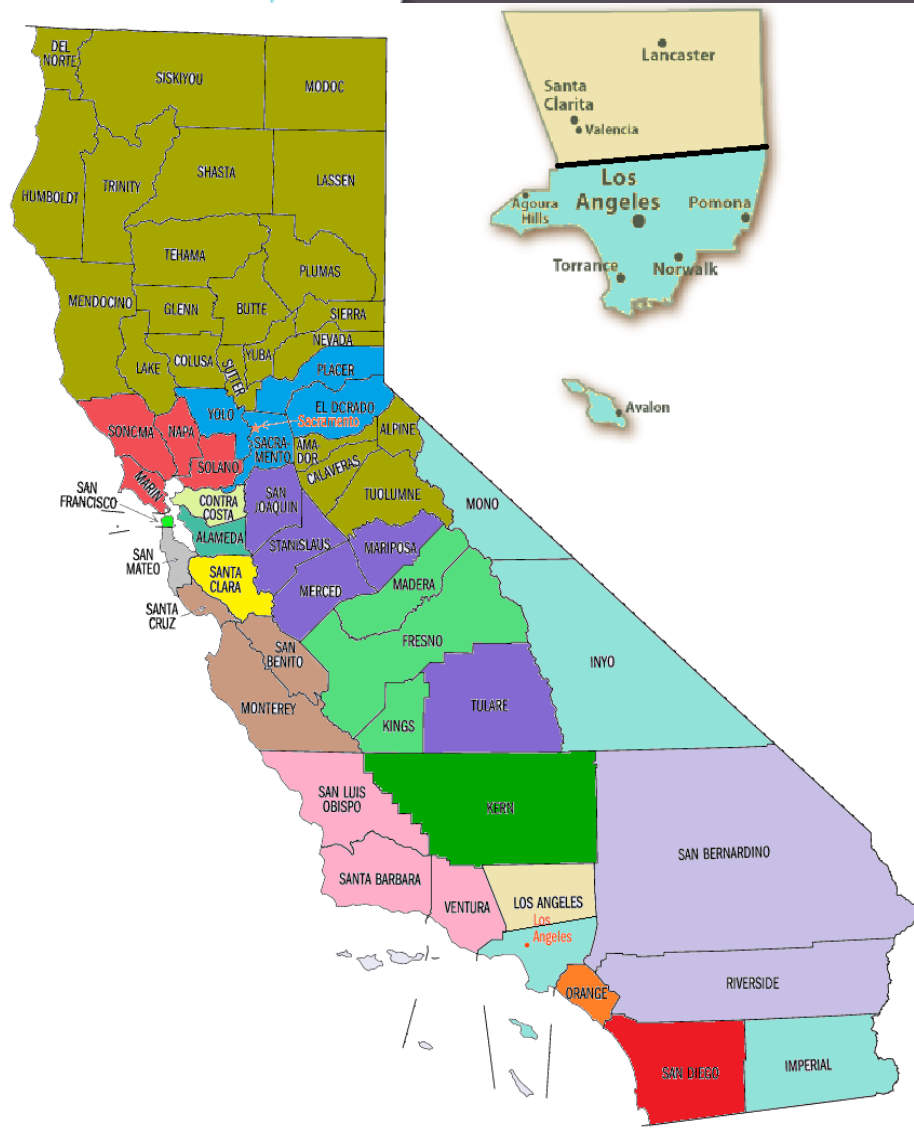 DEL
NORTE
SISKIYOU
MODOC
HUMBOLDT
TRINITY
SHASTA
LASSEN
TEHAMA
PLUMAS
MENDOCINO
GLENN
BUTTE
SIERRA
LAKE
COLUSA
SUTTER
YUBA
NEVADA
PLACER
YOLO
EL DORADO
Sacramento
SONOMA
NAPA
SACRA-
MENTO
AMA
DOR
ALPINE
SOLANO
CALAVERAS
MARIN
SAN
FRANCISCO
CONTRA
COSTA
SAN
JOAQUIN
TUOLUMNE
MONO
ALAMEDA
STANISLAUS
MARIPOSA
SAN
MATEO
SANTA
CLARA
MERCED
MADERA
SANTA
CRUZ
FRESNO
SAN
BENITO
INYO
MONTEREY
KINGS
TULARE
SAN LUIS
OBISPO
KERN
SAN BERNARDINO
SANTA BARBARA
VENTURA
LOS ANGELES
Los
Angeles
ORANGE
RIVERSIDE
SAN DIEGO
IMPERIAL
Lancaster
Santa
Clarita
Valencia
Los
Angeles
Agoura
Hills
Pomona
Torrance
Norwalk
Avalon